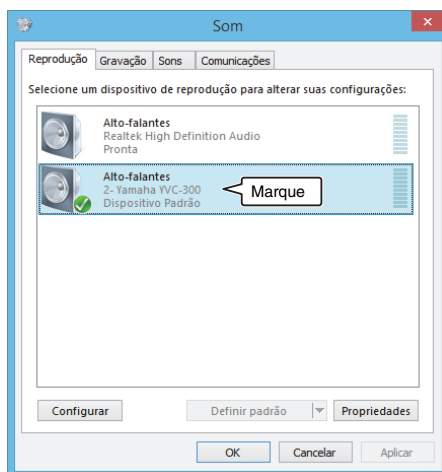 Som
Reprodução Gravação Sons Comunicações
Selecione um dispositivo de reprodução para alterar suas configurações:
Alto-falantes
Realtek High Definition Audio
Pronta
Alto-falantes
2- Yamaha YVC-300
Dispositivo Padrão
Marque
Configurar Definir padrão Propriedades
OK Cancelar Aplicar